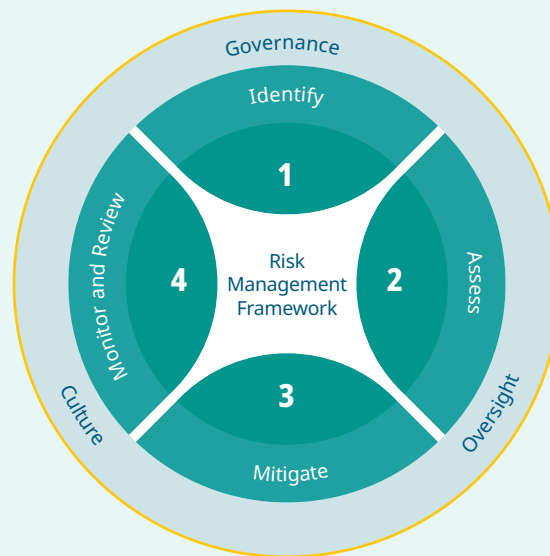 Governance
Identify
1
Risk
Management
Framework
2
Assess
3
Mitigate
4
Monitor and Review
Culture
Oversight